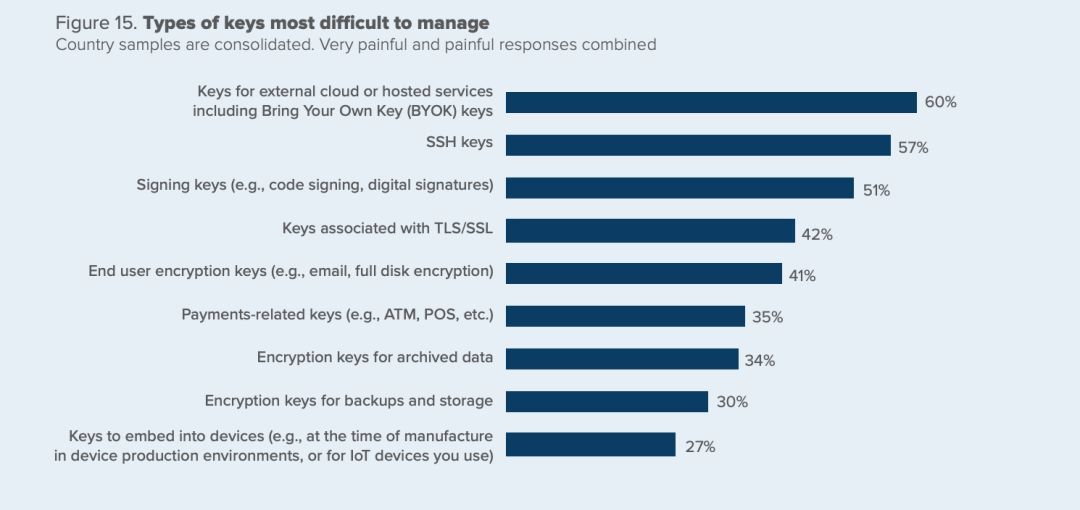 Figure 15. Types of keys most difficult to manage
Country samples are consolidated. Very painful and painful responses combined
Keys for external cloud or hosted services
including Bring Your Own Key (BYOK) keys
60%
SSH keys
57%
Signing keys (e.g., code signing, digital signatures)
51%
Keys associated with TLS/SSL
42%
End user encryption keys (e.g., email, full disk encryption)
41%
Payments-related keys (e.g., ATM, POS, etc.)
35%
Encryption keys for archived data
34%
Encryption keys for backups and storage
30%
Keys to embed into devices (e.g., at the time of manufacture
in device production environments, or for IoT devices you use)
27%